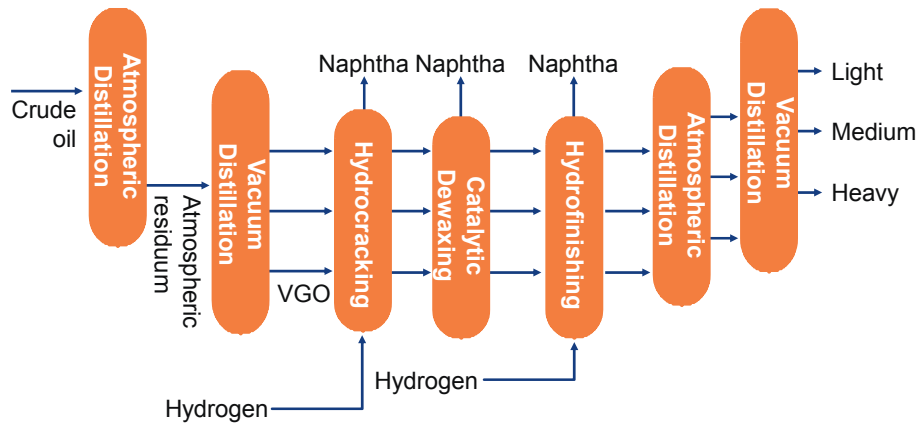 Crude
oil
Atmospheric
Distillation
Atmospheric
residuum
Vacuum
Distillation
VGO
Hydrogen
Naphtha
Hydrocracking
Naphtha
Catalytic
Dewaxing
Hydrogen
Naphtha
Hydrofinishing
Atmospheric
Distillation
Vacuum
Distillation
Light
Medium
Heavy